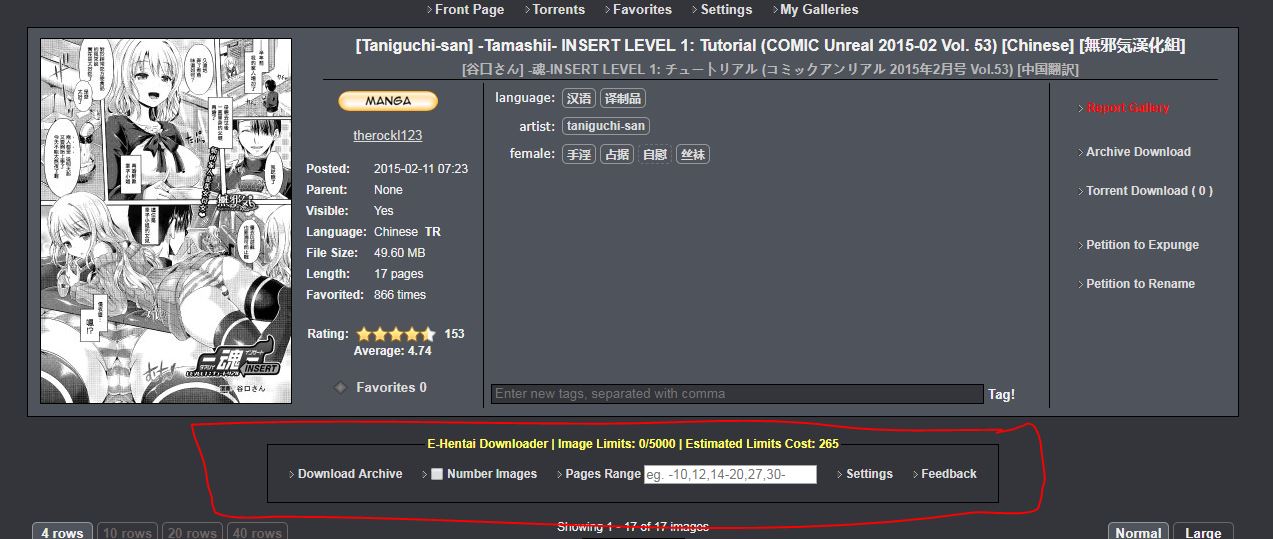 Front Page Torrents Favorites Settings My Galleries
[Taniguchi-san] -Tamashii- INSERT LEVEL 1: Tutorial (COMIC Unreal 2015-02 Vol. 53) [Chinese] [無邪気漢化組]
[谷口さん] -魂-INSERT LEVEL 1: チュートリアル (コミックアンリアル 2015年2月号 Vol.53) [中国翻訳]
MANGA
therockl123
Posted: 2015-02-11 07:23
Parent: None
Visible: Yes
Language: Chinese TR
File Size: 49.60 MB
Length: 17 pages
Favorited: 866 times
Rating: 153
Average: 4.74
Favorites 0
language: 汉语 译制品
artist: taniguchi-san
female: 手淫 占据 自慰 丝袜
Enter new tags, separated with comma Tag!
Report Gallery
Archive Download
Torrent Download ( 0 )
Petition to Expunge
Petition to Rename
魂
INSERT
谷口さん
E-Hentai Downloader | Image Limits: 0/5000 | Estimated Limits Cost: 265
Download Archive Number Images Pages Range eg. -10,12,14-20,27,30- Settings Feedback
Showing 1 - 17 of 17 images
4 rows 10 rows 20 rows 40 rows Normal Large